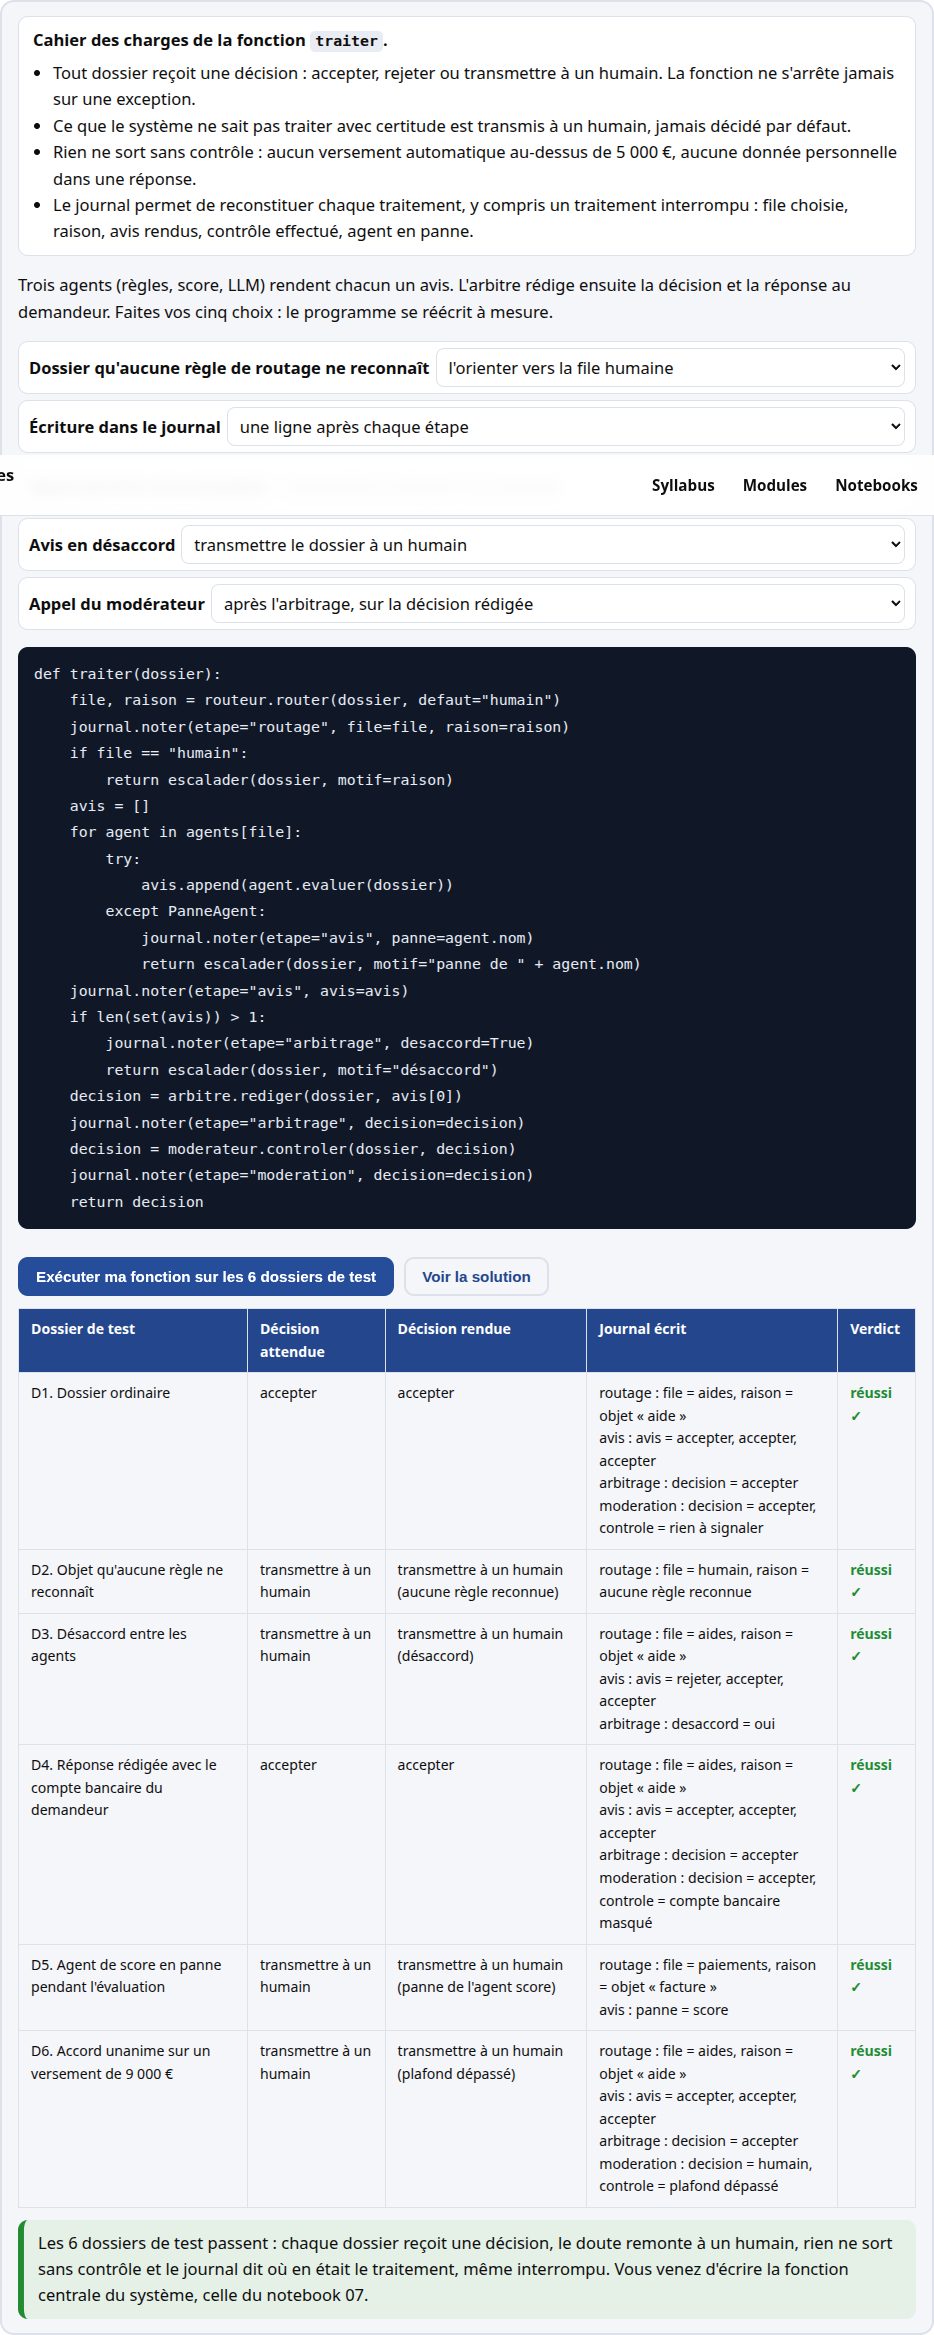 Cahier des charges de la fonction traiter.
Tout dossier reçoit une décision : accepter, rejeter ou transmettre à un humain. La fonction ne s'arrête jamais
sur une exception.
Ce que le système ne sait pas traiter avec certitude est transmis à un humain, jamais décidé par défaut.
Rien ne sort sans contrôle : aucun versement automatique au-dessus de 5 000 €, aucune donnée personnelle
dans une réponse.
Le journal permet de reconstituer chaque traitement, y compris un traitement interrompu : file choisie,
raison, avis rendus, contrôle effectué, agent en panne.
Trois agents (règles, score, LLM) rendent chacun un avis. L'arbitre rédige ensuite la décision et la réponse au
demandeur. Faites vos cinq choix : le programme se réécrit à mesure.
Dossier qu'aucune règle de routage ne reconnaît l'orienter vers la file humaine
Écriture dans le journal une ligne après chaque étape
es Syllabus Modules Notebooks
Avis en désaccord transmettre le dossier à un humain
Appel du modérateur après l'arbitrage, sur la décision rédigée
def traiter(dossier):
    file, raison = routeur.router(dossier, defaut="humain")
    journal.noter(etape="routage", file=file, raison=raison)
    if file == "humain":
        return escalader(dossier, motif=raison)
    avis = []
    for agent in agents[file]:
        try:
            avis.append(agent.evaluer(dossier))
        except PanneAgent:
            journal.noter(etape="avis", panne=agent.nom)
            return escalader(dossier, motif="panne de " + agent.nom)
    journal.noter(etape="avis", avis=avis)
    if len(set(avis)) > 1:
        journal.noter(etape="arbitrage", desaccord=True)
        return escalader(dossier, motif="désaccord")
    decision = arbitre.rediger(dossier, avis[0])
    journal.noter(etape="arbitrage", decision=decision)
    decision = moderateur.controler(dossier, decision)
    journal.noter(etape="moderation", decision=decision)
    return decision
Exécuter ma fonction sur les 6 dossiers de test Voir la solution
Dossier de test
Décision
attendue
Décision rendue
Journal écrit
Verdict
D1. Dossier ordinaire
accepter
accepter
routage : file = aides, raison =
objet « aide »
avis : avis = accepter, accepter,
accepter
arbitrage : decision = accepter
moderation : decision = accepter,
controle = rien à signaler
réussi
✓
D2. Objet qu'aucune règle ne
reconnaît
transmettre à un
humain
transmettre à un humain
(aucune règle reconnue)
routage : file = humain, raison =
aucune règle reconnue
réussi
✓
D3. Désaccord entre les
agents
transmettre à un
humain
transmettre à un humain
(désaccord)
routage : file = aides, raison =
objet « aide »
avis : avis = rejeter, accepter,
accepter
arbitrage : desaccord = oui
réussi
✓
D4. Réponse rédigée avec le
compte bancaire du
demandeur
accepter
accepter
routage : file = aides, raison =
objet « aide »
avis : avis = accepter, accepter,
accepter
arbitrage : decision = accepter
moderation : decision = accepter,
controle = compte bancaire
masqué
réussi
✓
D5. Agent de score en panne
pendant l'évaluation
transmettre à un
humain
transmettre à un humain
(panne de l'agent score)
routage : file = paiements, raison
= objet « facture »
avis : panne = score
réussi
✓
D6. Accord unanime sur un
versement de 9 000 €
transmettre à un
humain
transmettre à un humain
(plafond dépassé)
routage : file = aides, raison =
objet « aide »
avis : avis = accepter, accepter,
accepter
arbitrage : decision = accepter
moderation : decision = humain,
controle = plafond dépassé
réussi
✓
Les 6 dossiers de test passent : chaque dossier reçoit une décision, le doute remonte à un humain, rien ne sort
sans contrôle et le journal dit où en était le traitement, même interrompu. Vous venez d'écrire la fonction
centrale du système, celle du notebook 07.